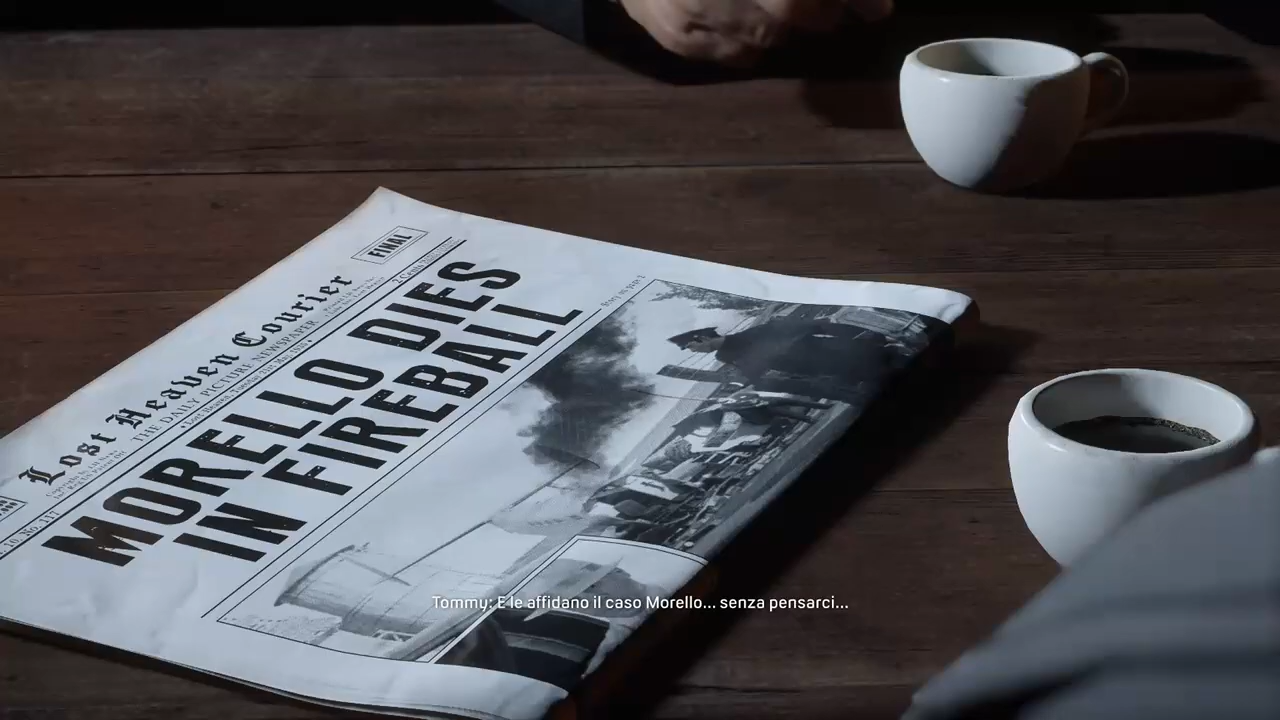 FINAL
Lost Heaven Courier
THE DAILY PICTURE NEWSPAPER
MORELLO DIES
IN FIREBALL
Tommy: E le affidano il caso Morello... senza pensarci...